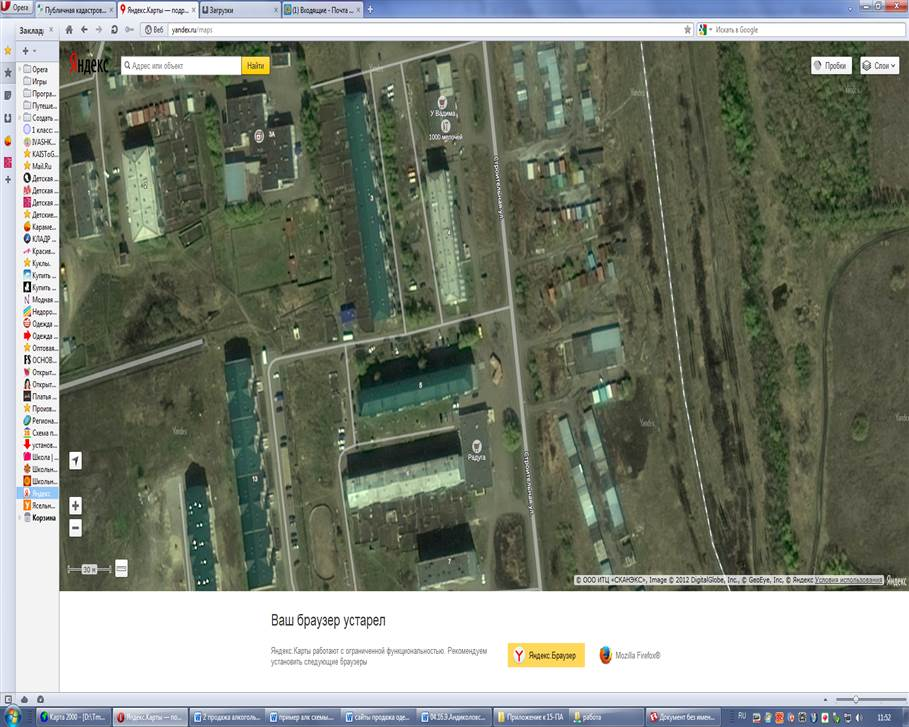 Opera
Публичная кадастров...
Яндекс.Карты — подр...
Загрузки
(1) Входящие - Почта ...
Заклад
Веб
yandex.ru/maps
Искать в Google
Opera
Игры
Програ...
Путеше...
Создать ...
1 класс: ...
IVASHK...
KAISToG...
Mail.Ru
Детская ...
Детская ...
Детская ...
Детские...
Караме...
КЛАДР ...
Красив...
Куклы.
Купить ...
Купить ...
Модная ...
Недоро...
Одежда ...
Одежда ...
Оптовая...
ОСНОВ...
Открыт...
Открыт...
Платья ...
Произв...
Региона...
Схема п...
установ...
Школа | ...
Школьн...
Школьн...
Яндекс
Ясельн...
Корзина
Яндекс
Адрес или объект
Найти
Пробки
Слои
У Вадима
1000 мелочей
3А
3
строительная ул.
Yandex
8
13
Радуга
строительная ул.
7
30 м
© ООО ИТЦ «СКАНЭКС», Image © 2012 DigitalGlobe, Inc., © GeoEye, Inc, © Яндекс Условия использования
Яндекс
Ваш браузер устарел
Яндекс.Карты работают с ограниченной функциональностью. Рекомендуем
установить следующие браузеры
Яндекс.Браузер
Mozilla Firefox®
Карта 2000 - [D:\Tm...
Яндекс.Карты — по...
2 продажа алкоголь...
пример алк схемы...
сайты продажа оде...
04.16.9.Андиколовс...
Приложение к 15-ПА
работа
Документ без имен...
RU
11:52